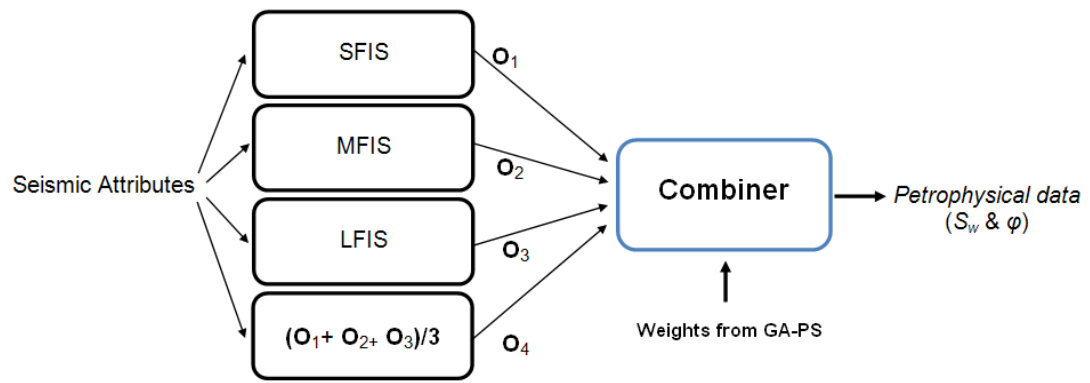 SFIS
O₁
MFIS
O₂
Seismic Attributes
Combiner
Petrophysical data
(S_w & φ)
LFIS
O₃
(O₁+ O₂₊ O₃)/3
O₄
Weights from GA-PS